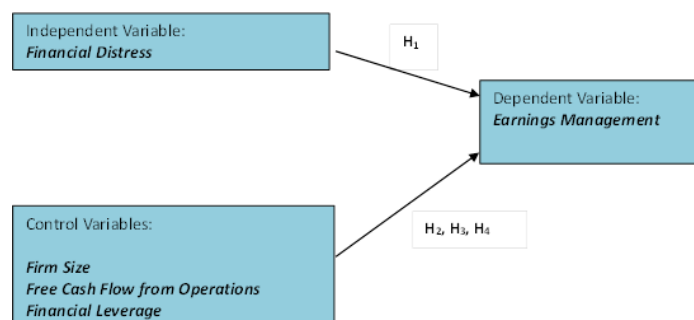 Independent Variable:
Financial Distress
H₁
Dependent Variable:
Earnings Management
Control Variables:
H₂, H₃, H₄
Firm Size
Free Cash Flow from Operations
Financial Leverage